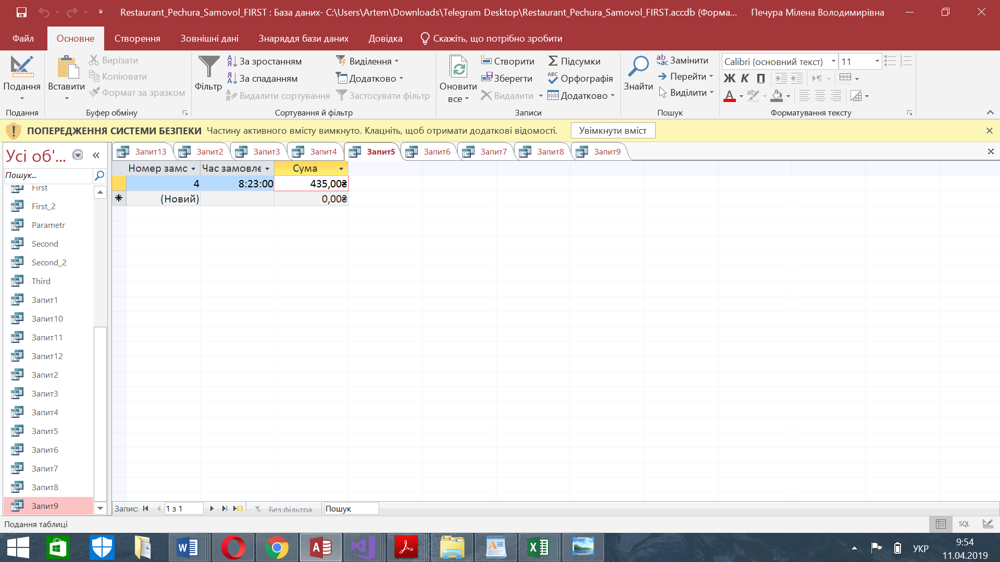 Restaurant_Pechura_Samovol_FIRST : База даних- C:\Users\Artem\Downloads\Telegram Desktop\Restaurant_Pechura_Samovol_FIRST.accdb (Форма...
Печура Мілена Володимирівна
Файл Основне Створення Зовнішні дані Знаряддя бази даних Довідка Скажіть, що потрібно зробити
Подання
Вставити
Вирізати
Копіювати
Формат за зразком
Фільтр
За зростанням
За спаданням
Видалити сортування
Виділення
Додатково
Застосувати фільтр
Оновити
все
Створити
Зберегти
Видалити
Підсумки
Орфографія
Додатково
Знайти
Замінити
Перейти
Виділити
Calibri (основний текст) 11
Ж К П
Подання Буфер обміну Сортування й фільтр Записи Пошук Форматування тексту
ПОПЕРЕДЖЕННЯ СИСТЕМИ БЕЗПЕКИ Частину активного вмісту вимкнуто. Клацніть, щоб отримати додаткові відомості. Увімкнути вміст
Усі об'...
Пошук...
First
First_2
Parametr
Second
Second_2
Third
Запит1
Запит10
Запит11
Запит12
Запит2
Запит3
Запит4
Запит5
Запит6
Запит7
Запит8
Запит9
Запит13 Запит2 Запит3 Запит4 Запит5 Запит6 Запит7 Запит8 Запит9
Номер замс Час замовле Сума
4 8:23:00 435,00₴
(Новий) 0,00₴
Запис: 1 з 1 Без фільтра Пошук
Подання таблиці
SQL
УКР
9:54
11.04.2019